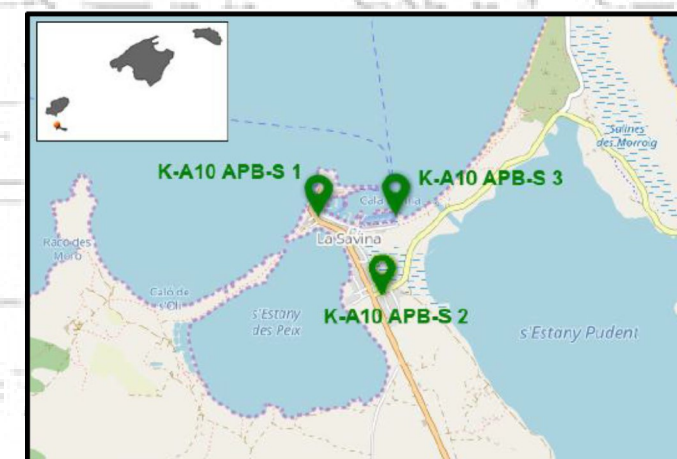 Salines
des Morroig
K-A10 APB-S 1
K-A10 APB-S 3
La Savina
Racó des
Moro
Caló de
s'Oli
s'Estany
des Peix
K-A10 APB-S 2
s'Estany Pudent